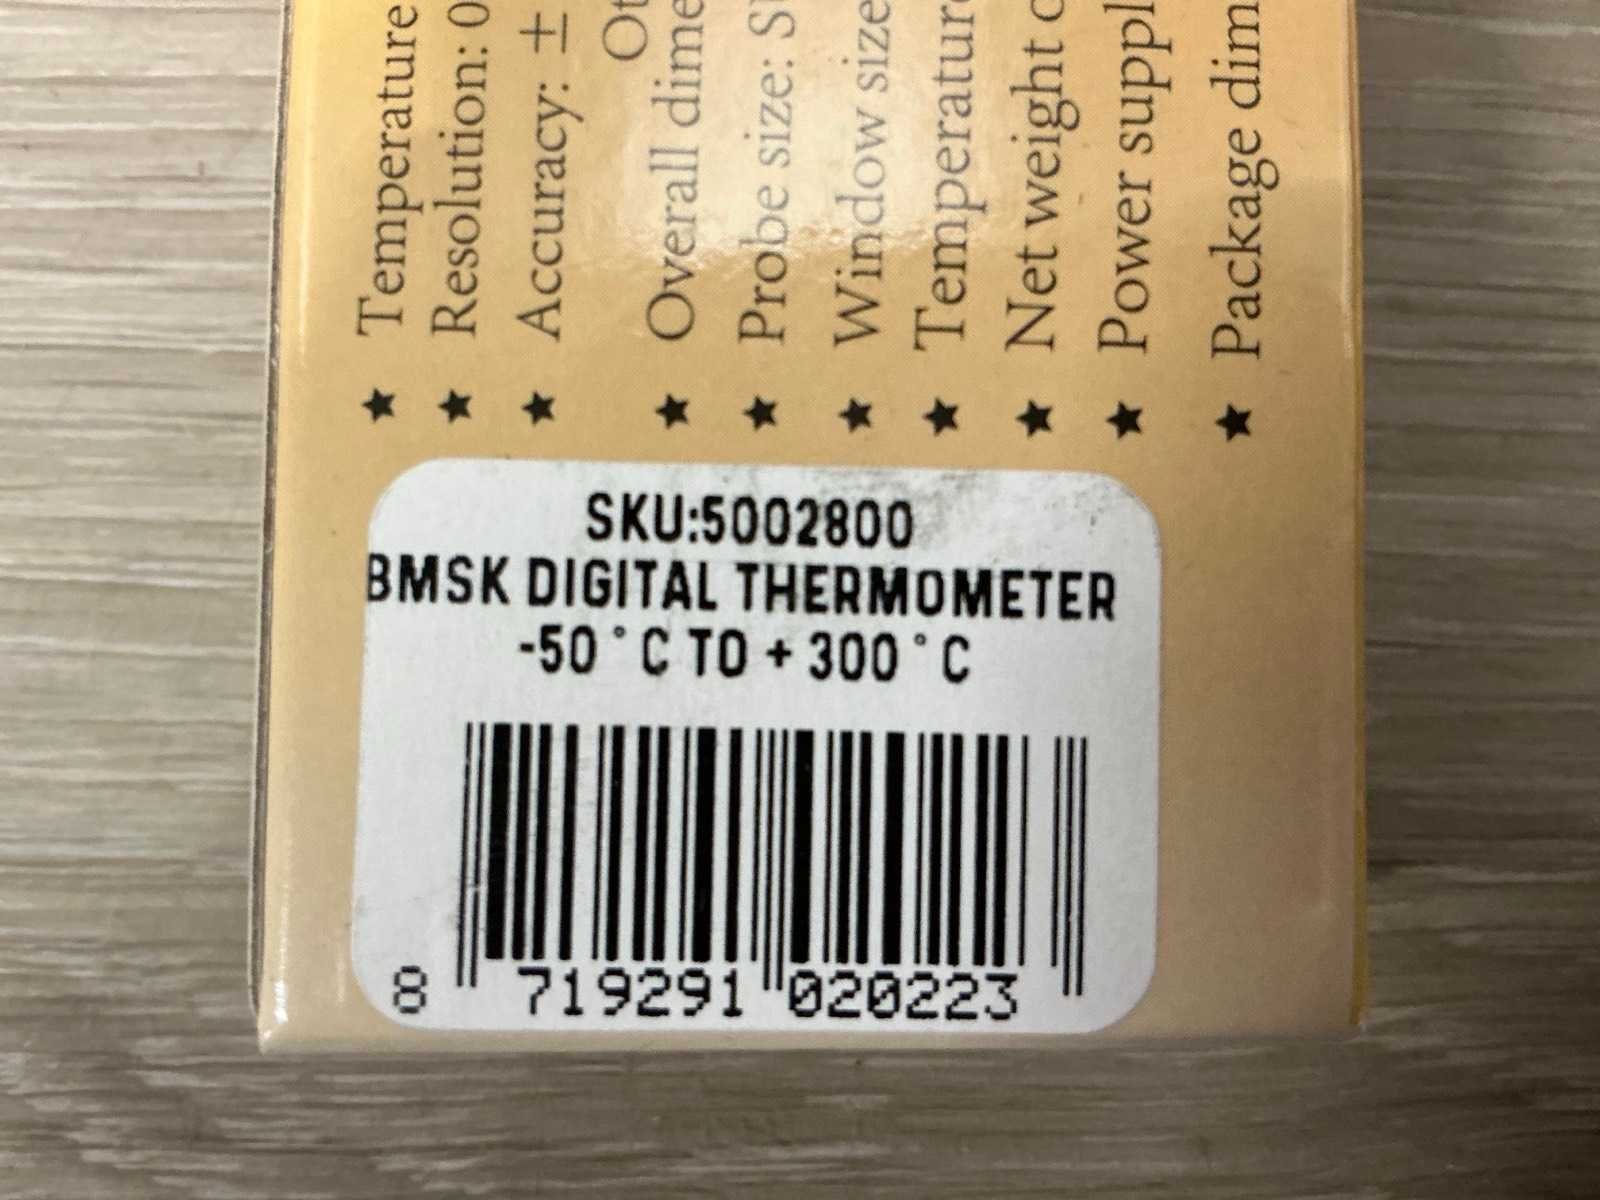 Temperature
Resolution: 0
Accuracy: ±
Ot
Overall dime
Probe size: S
Window size
Temperatur
Net weight o
Power suppl
Package dim
SKU:5002800
BMSK DIGITAL THERMOMETER
-50°C TO +300°C
8 719291 020223